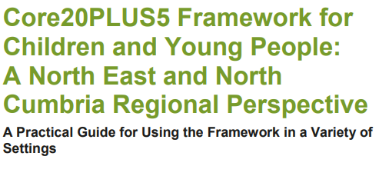 Core20PLUS5 Framework for
Children and Young People:
A North East and North
Cumbria Regional Perspective
A Practical Guide for Using the Framework in a Variety of
Settings